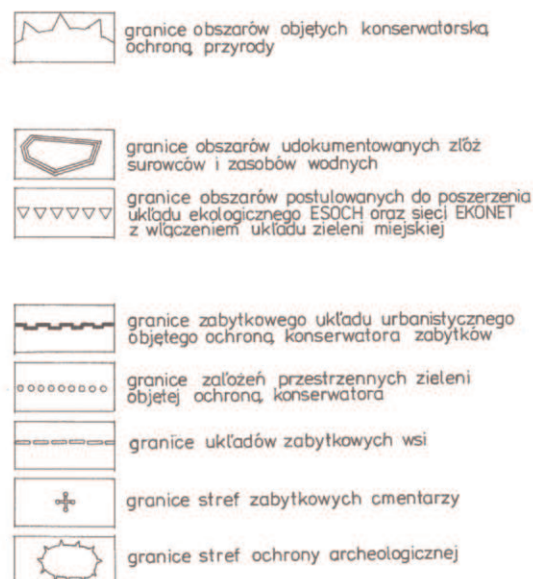 granice obszarów objętych konserwatorską
ochroną przyrody
granice obszarów udokumentowanych złóż
surowców i zasobów wodnych
granice obszarów postulowanych do poszerzenia
układu ekologicznego ESOCH oraz sieci EKONET
z włączeniem układu zieleni miejskiej
granice zabytkowego układu urbanistycznego
objętego ochroną konserwatora zabytków
granice założeń przestrzennych zieleni
objętej ochroną konserwatora
granice układów zabytkowych wsi
granice stref zabytkowych cmentarzy
granice stref ochrony archeologicznej